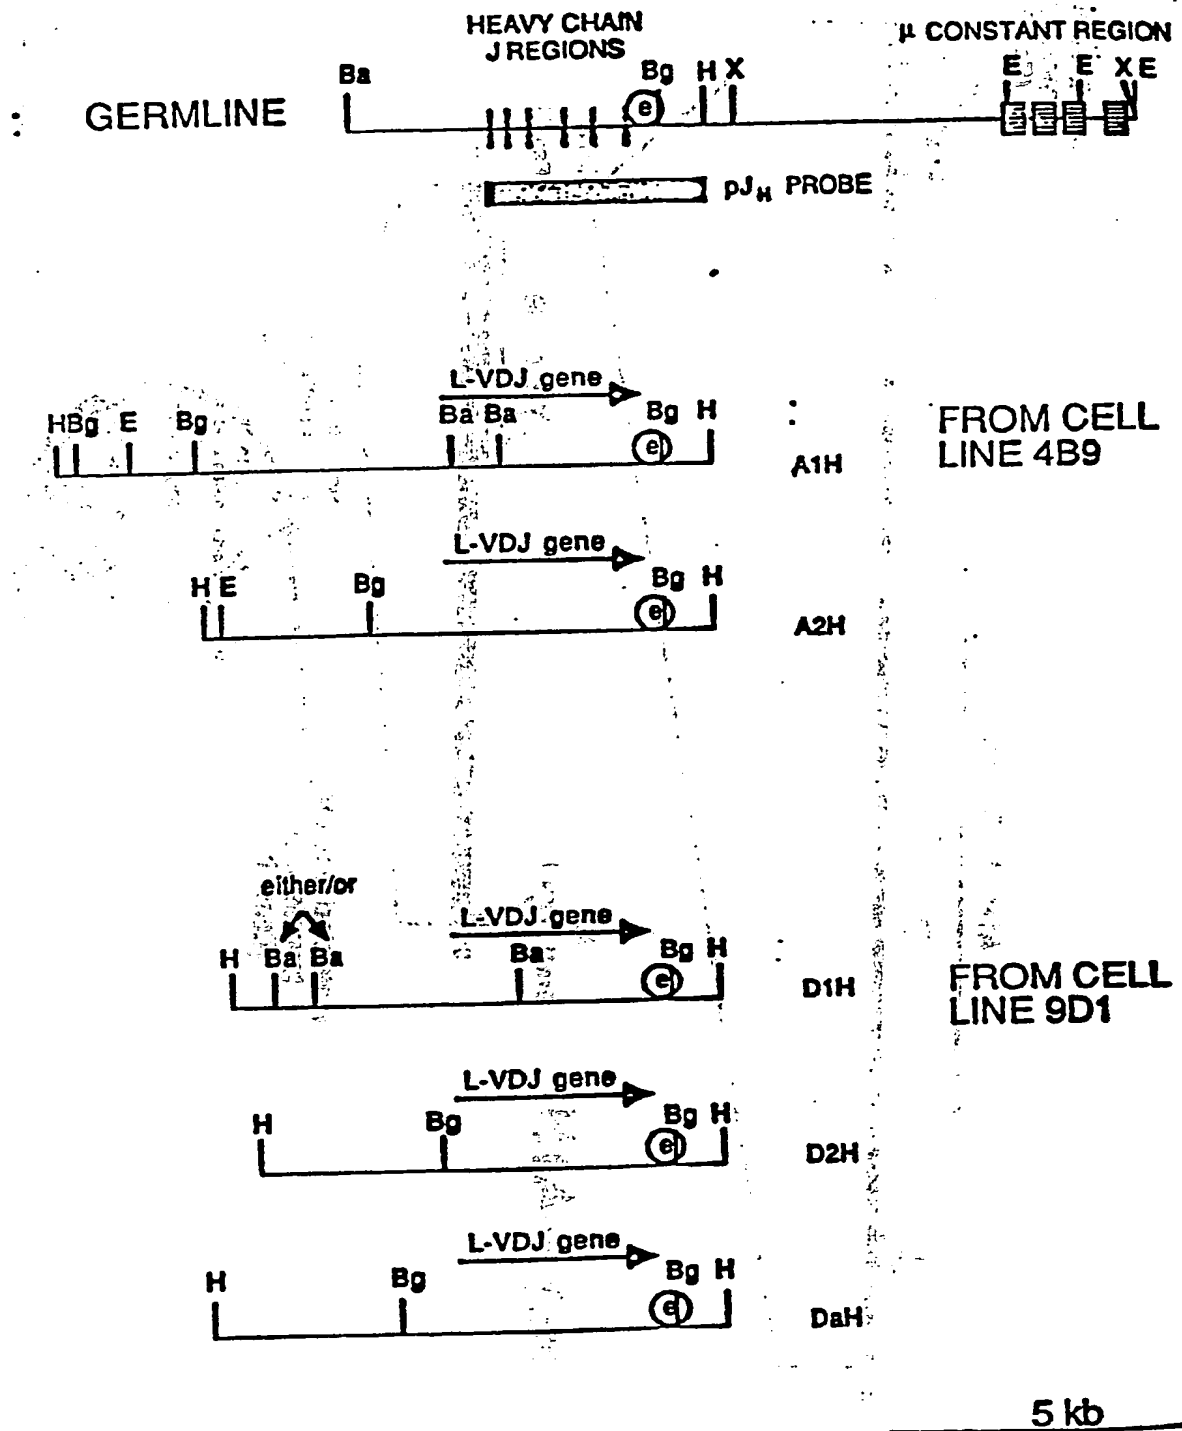 HEAVY CHAIN
J REGIONS
μ CONSTANT REGION
Ba Bg H X E E X E
GERMLINE
e
pJH PROBE
L-VDJ gene
H Bg E Bg Ba Ba Bg H
e
A1H
FROM CELL
LINE 4B9
L-VDJ gene
H E Bg Bg H
e
A2H
either/or
L-VDJ gene
H Ba Ba Ba Bg H
e
D1H
FROM CELL
LINE 9D1
L-VDJ gene
H Bg Bg H
e
D2H
L-VDJ gene
H Bg Bg H
e
DaH
5 kb